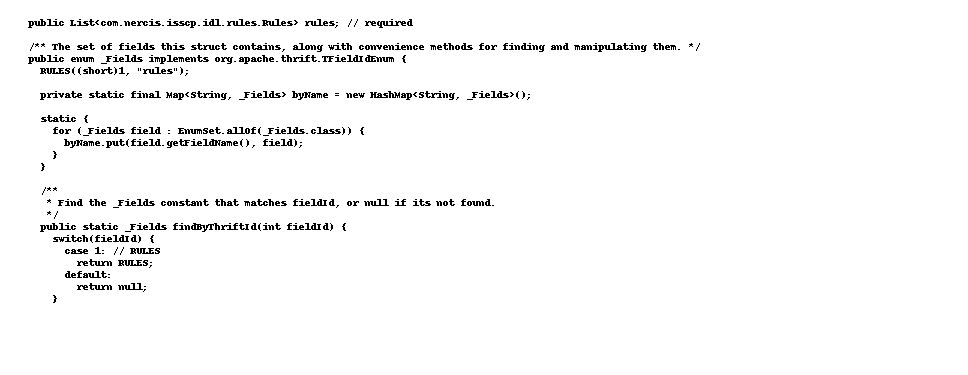 public List<com.nercis.isscp.idl.rules.Rules> rules; // required
/** The set of fields this struct contains, along with convenience methods for finding and manipulating them. */
public enum _Fields implements org.apache.thrift.TFieldIdEnum {
RULES((short)1, "rules");
private static final Map<String, _Fields> byName = new HashMap<String, _Fields>();
static {
for (_Fields field : EnumSet.allOf(_Fields.class)) {
byName.put(field.getFieldName(), field);
}
}
/**
* Find the _Fields constant that matches fieldId, or null if its not found.
*/
public static _Fields findByThriftId(int fieldId) {
switch(fieldId) {
case 1: // RULES
return RULES;
default:
return null;
}